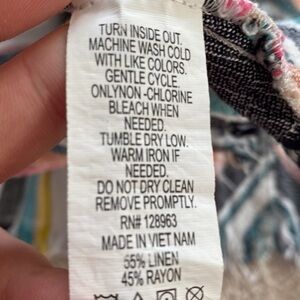 TURN INSIDE OUT.
MACHINE WASH COLD
WITH LIKE COLORS.
GENTLE CYCLE.
ONLYNON-CHLORINE
BLEACH WHEN
NEEDED.
TUMBLE DRY LOW.
WARM IRON IF
NEEDED.
DO NOT DRY CLEAN
REMOVE PROMPTLY.
RN# 128963
MADE IN VIET NAM
55% LINEN
45% RAYON